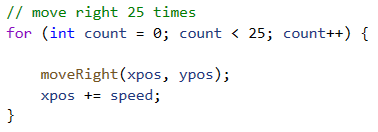 // move right 25 times
for (int count = 0; count < 25; count++) {
moveRight(xpos, ypos);
xpos += speed;
}